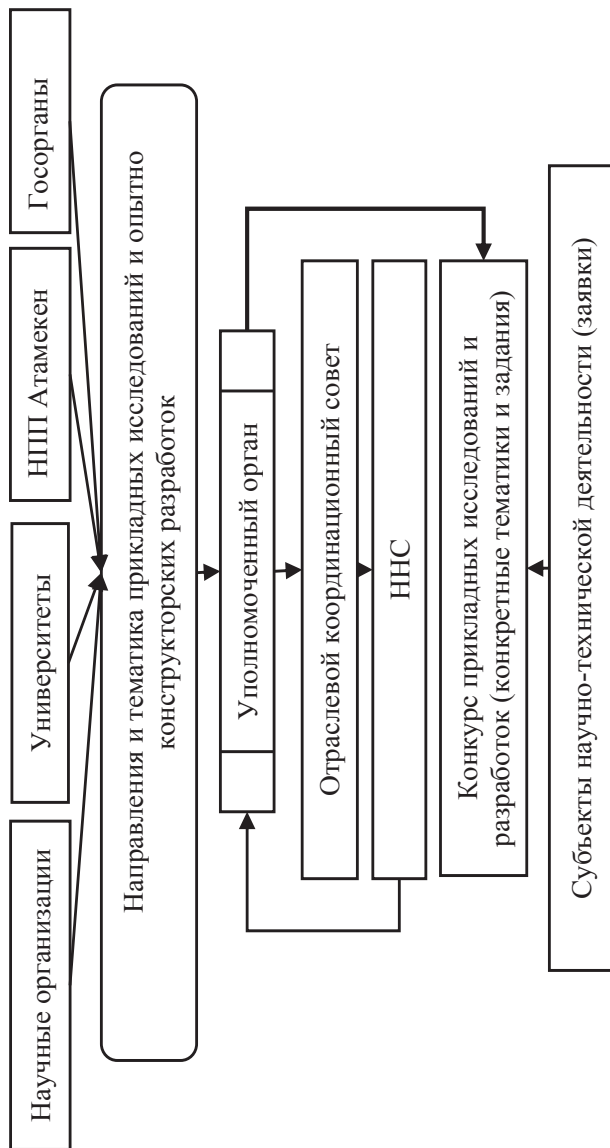 Научные организации
Университеты
НПП Атамекен
Госорганы
Направления и тематика прикладных исследований и опытно
конструкторских разработок
Уполномоченный орган
Отраслевой координационный совет
ННС
Конкурс прикладных исследований и
разработок (конкретные тематики и задания)
Субъекты научно-технической деятельности (заявки)